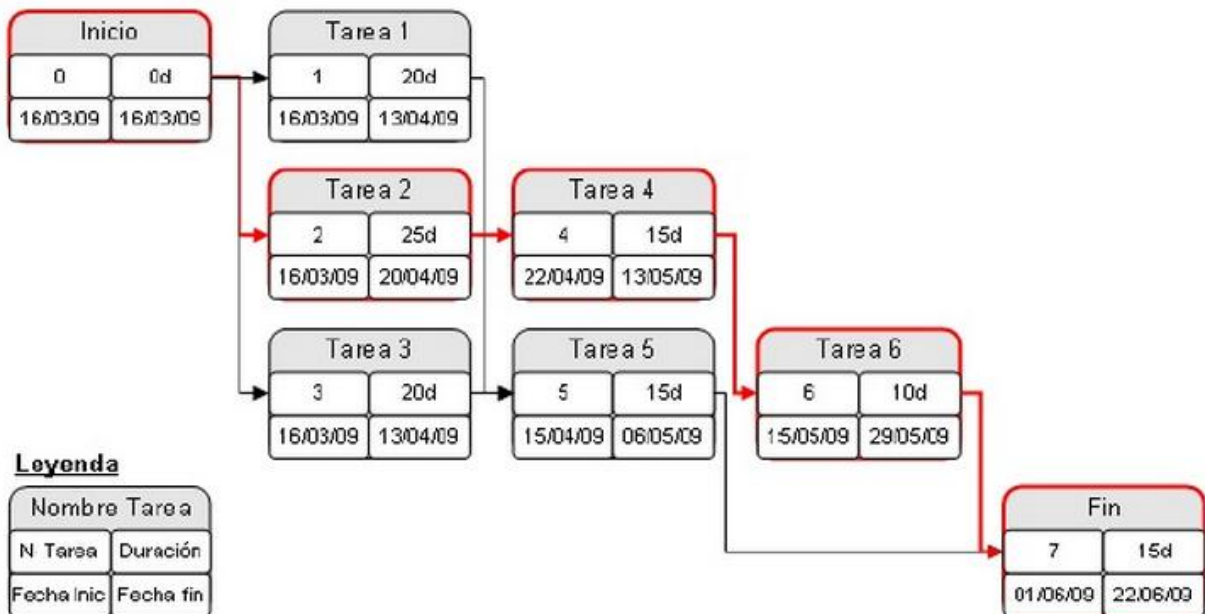 Inicio
0 0d
16/03/09 16/03/09
Tarea 1
1 20d
16/03/09 13/04/09
Tarea 2
2 25d
16/03/09 20/04/09
Tarea 4
4 15d
22/04/09 13/05/09
Tarea 3
3 20d
16/03/09 13/04/09
Tarea 5
5 15d
15/04/09 06/05/09
Tarea 6
6 10d
15/05/09 29/05/09
Leyenda
Nombre Tarea
N Tarea Duración
Fecha Inic Fecha fin
Fin
7 15d
01/06/09 22/06/09